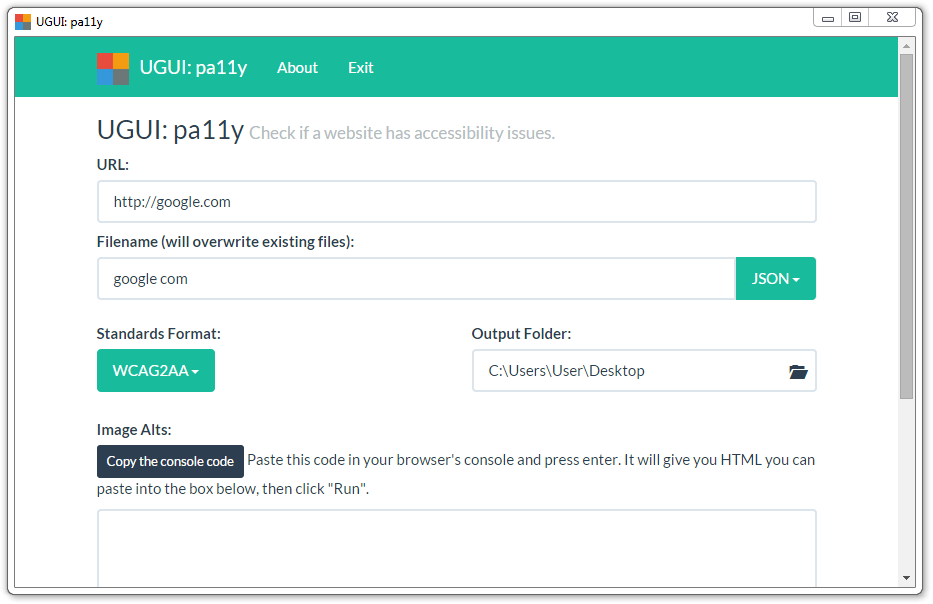 UGUI: pa11y
UGUI: pa11y About Exit
UGUI: pa11y Check if a website has accessibility issues.
URL:
http://google.com
Filename (will overwrite existing files):
google com JSON
Standards Format: Output Folder:
WCAG2AA C:\Users\User\Desktop
Image Alts:
Copy the console code Paste this code in your browser's console and press enter. It will give you HTML you can
paste into the box below, then click "Run".